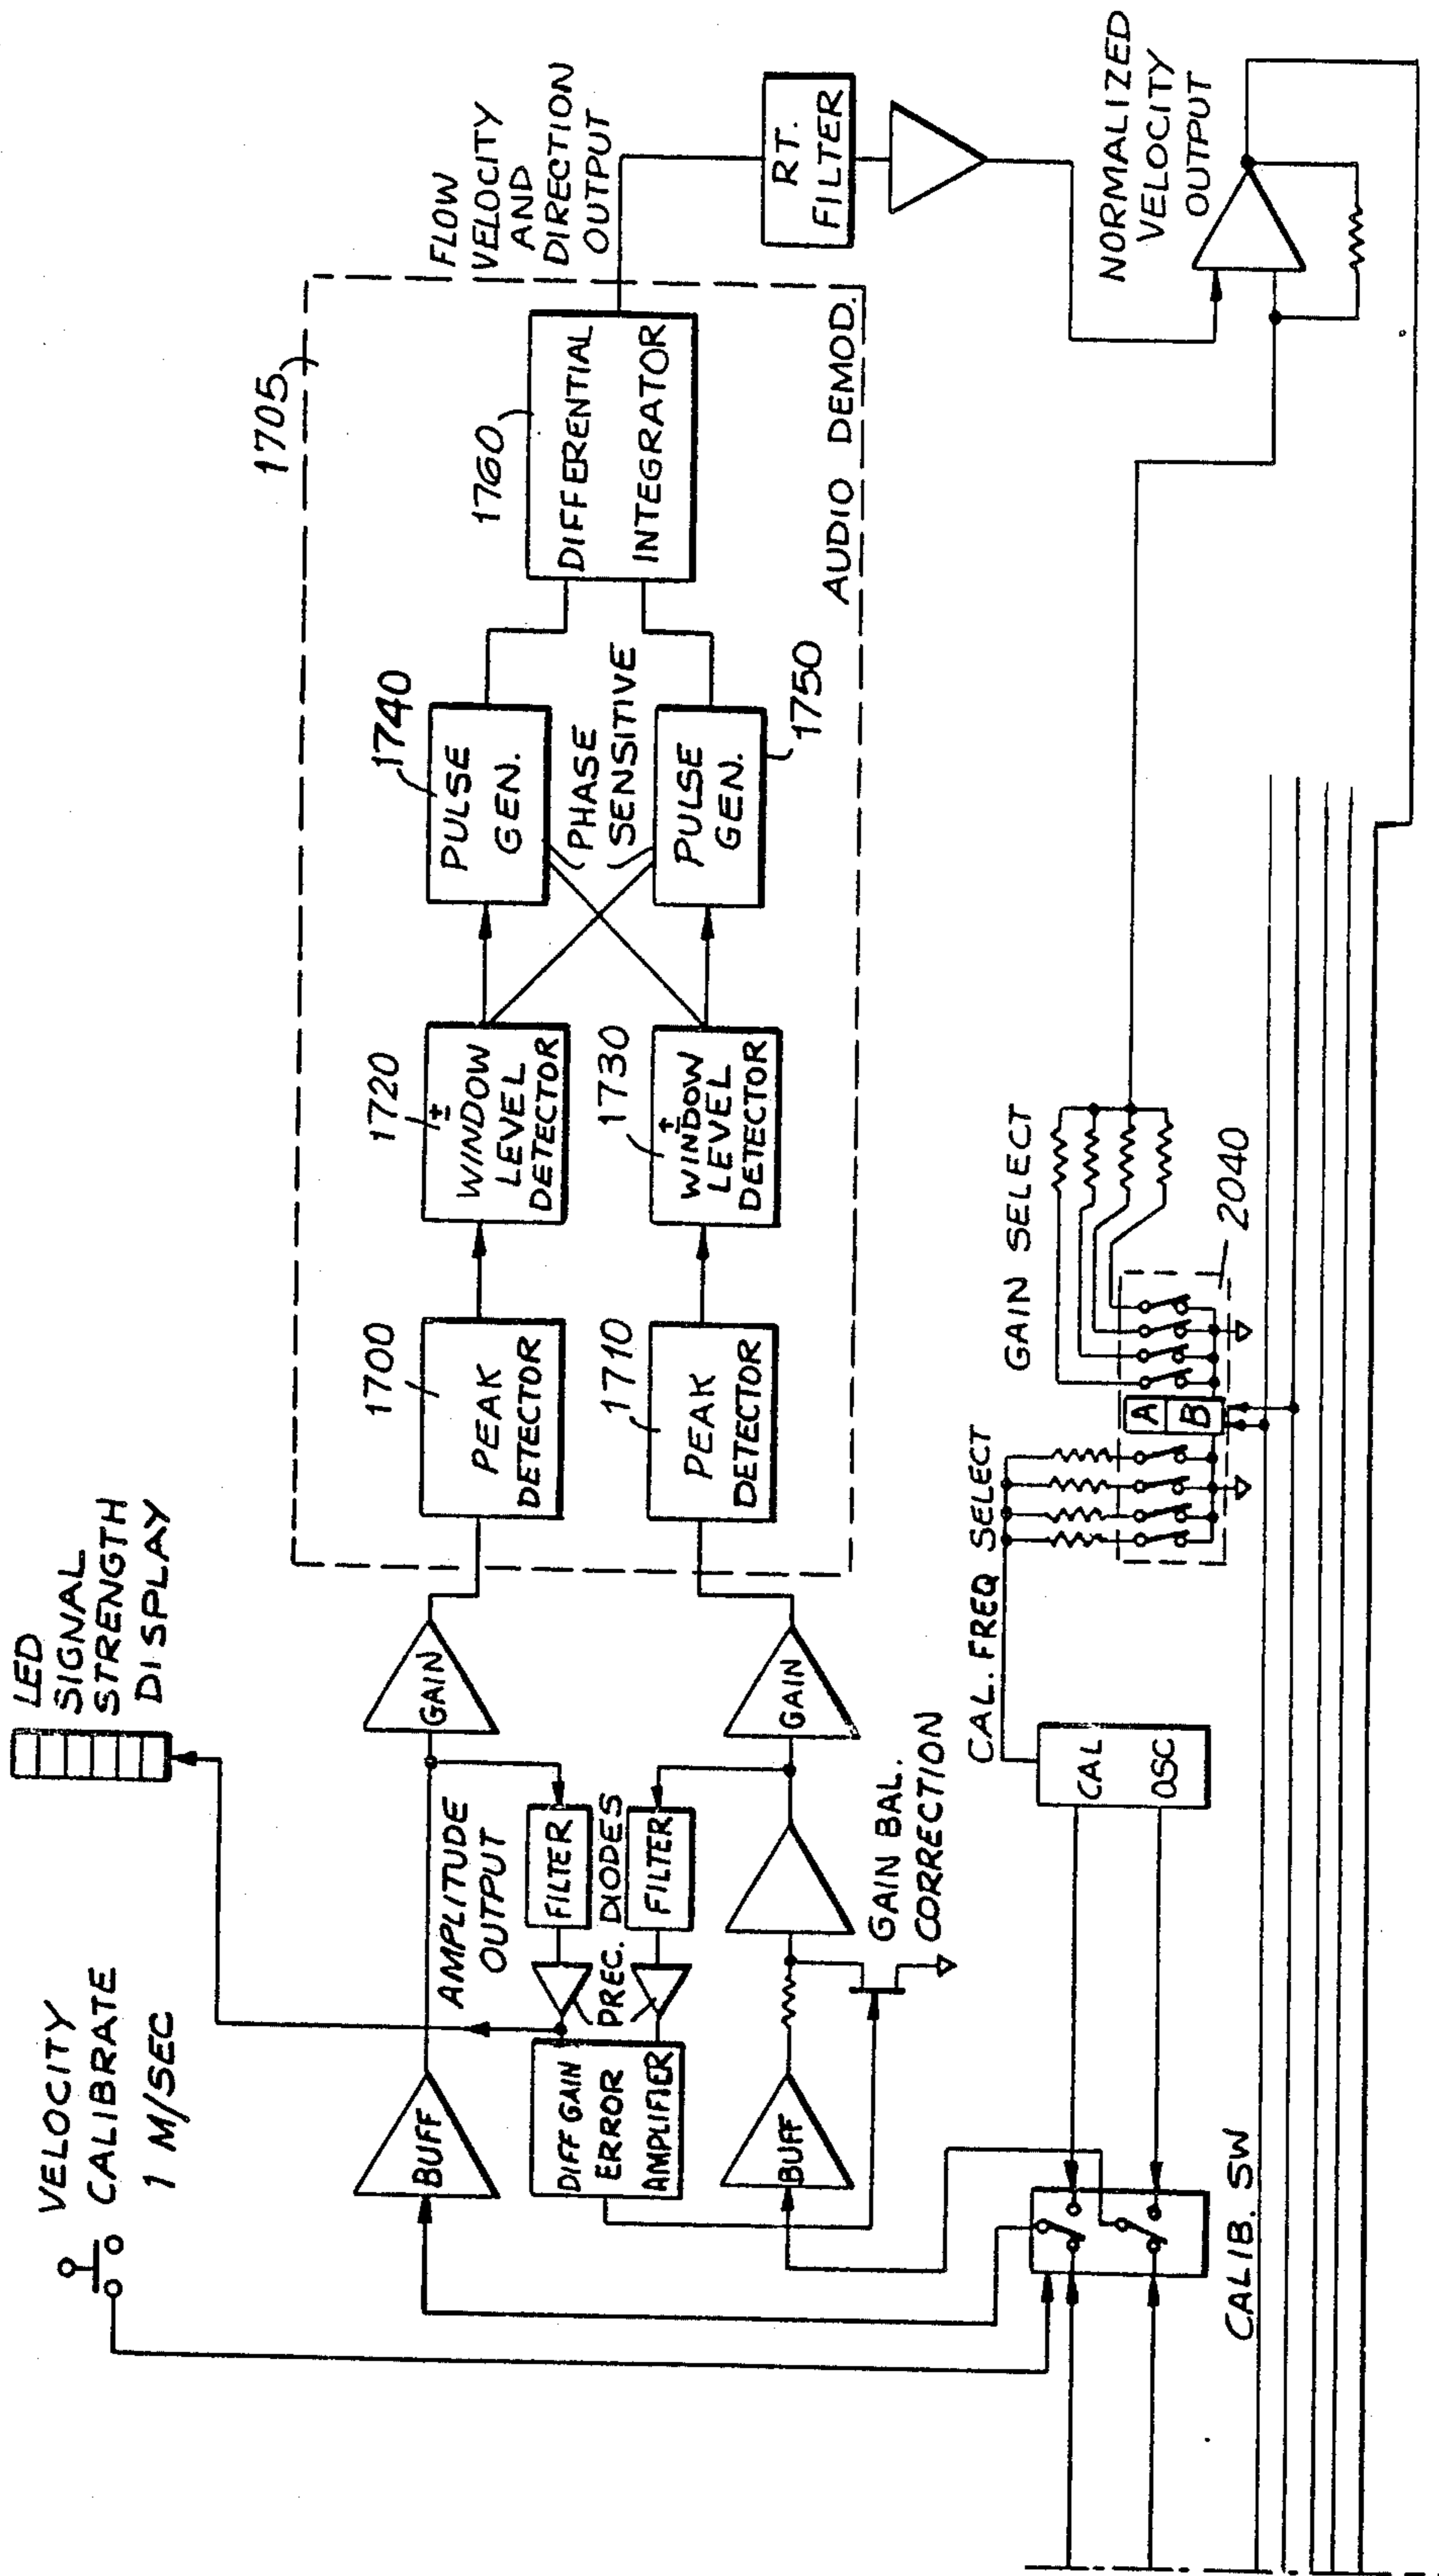 VELOCITY
CALIBRATE
1 M/SEC
LED
SIGNAL
STRENGTH
DISPLAY
BUFF
AMPLITUDE
OUTPUT
GAIN
FILTER
PREC. DIODES
FILTER
DIFF GAIN
ERROR
AMPLIFIER
BUFF
GAIN
GAIN BAL.
CORRECTION
1705
1700
PEAK
DETECTOR
1710
PEAK
DETECTOR
1720
±
WINDOW
LEVEL
DETECTOR
1730
±
WINDOW
LEVEL
DETECTOR
1740
PULSE
GEN.
(PHASE
(SENSITIVE
PULSE
GEN.
1750
1760
DIFFERENTIAL
INTEGRATOR
AUDIO DEMOD.
FLOW
VELOCITY
AND
DIRECTION
OUTPUT
RT.
FILTER
NORMALIZED
VELOCITY
OUTPUT
CALIB. SW
CAL
OSC
CAL. FREQ SELECT
A
B
GAIN SELECT
2040